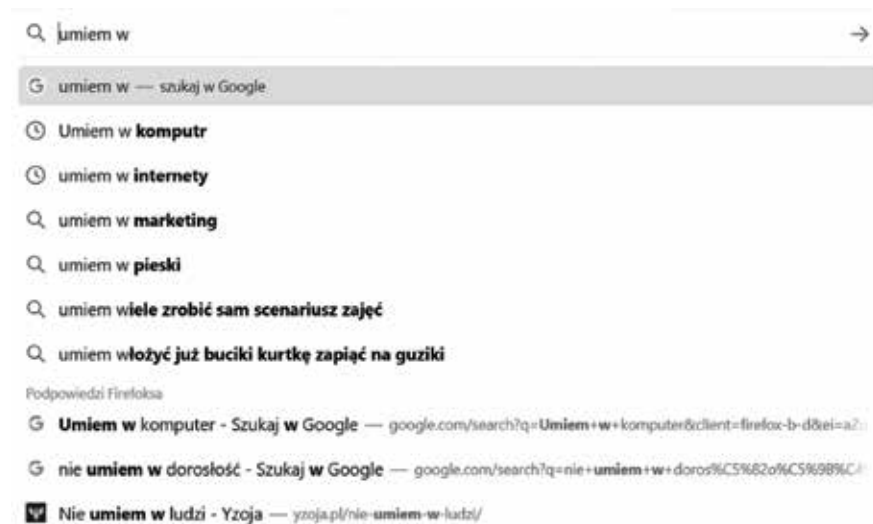 umiem w
umiem w — szukaj w Google
Umiem w komputr
umiem w internety
umiem w marketing
umiem w pieski
umiem wiele zrobić sam scenariusz zajęć
umiem włożyć już buciki kurtkę zapiąć na guziki
Podpowiedzi Firefoksa
Umiem w komputer - Szukaj w Google — google.com/search?q=Umiem+w+komputer&client=firefox-b-d&ei=a2
nie umiem w dorosłość - Szukaj w Google — google.com/search?q=nie+umiem+w+doros%C5%82o%C5%9B%C4
Nie umiem w ludzi - Yzoja — yzoja.pl/nie-umiem-w-ludzi/